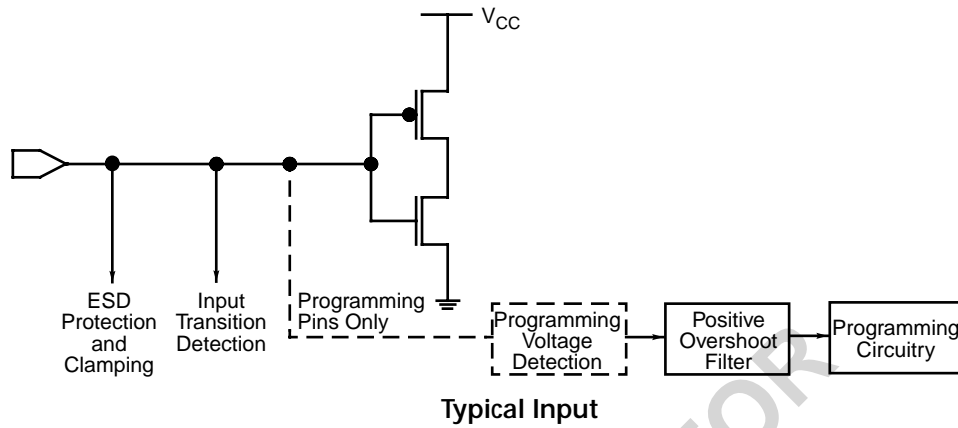 VCC
ESD
Protection
and
Clamping
Input
Transition
Detection
Programming
Pins Only
Programming
Voltage
Detection
Positive
Overshoot
Filter
Programming
Circuitry
Typical Input
TOR